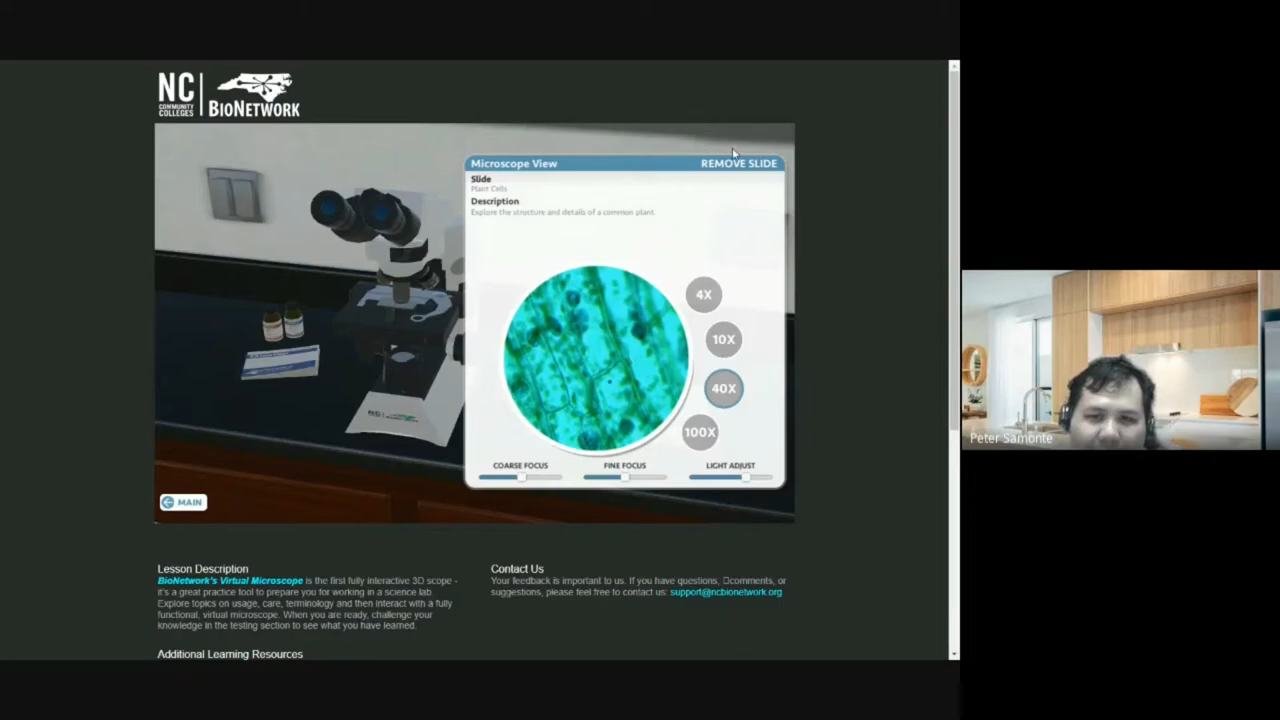 NC
COMMUNITY
COLLEGES
BIONETWORK
Microscope View
REMOVE SLIDE
Slide
Plant Cells
Description
Explore the structure and details of a common plant.
4X
10X
40X
100X
COARSE FOCUS
FINE FOCUS
LIGHT ADJUST
NC
MAIN
Peter Samonte
Lesson Description
BioNetwork's Virtual Microscope is the first fully interactive 3D scope -
it's a great practice tool to prepare you for working in a science lab
Explore topics on usage, care, terminology and then interact with a fully
functional, virtual microscope. When you are ready, challenge your
knowledge in the testing section to see what you have learned.
Contact Us
Your feedback is important to us. If you have questions, □comments, or
suggestions, please feel free to contact us: support@ncbionetwork.org
Additional Learning Resources